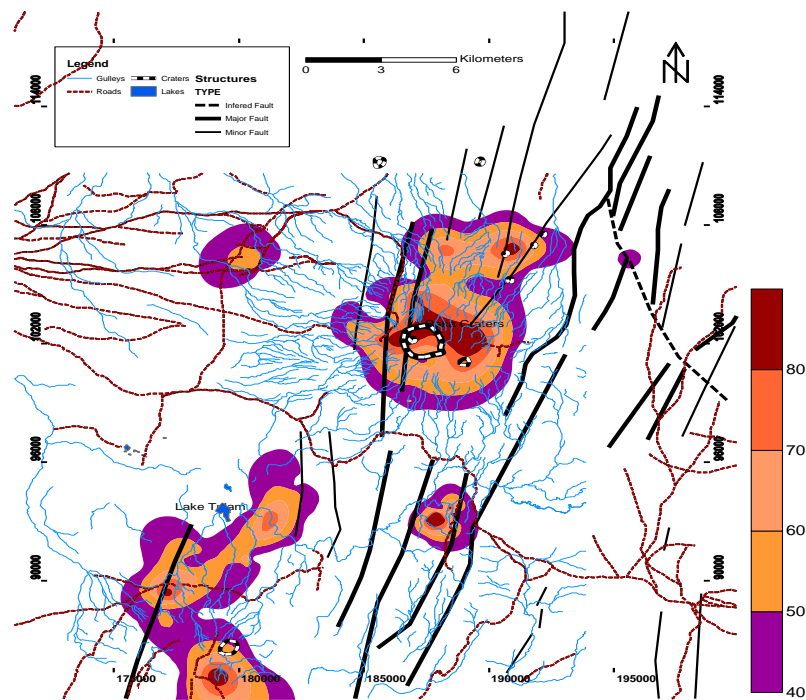 Legend
Gulleys
Craters
Structures
Roads
Lakes
TYPE
Infered Fault
Major Fault
Minor Fault
0 3 6
Kilometers
N
114000
114000
108000
108000
102000
102000
96000
96000
90000
90000
Craters
Lake
175000 180000 185000 190000 195000
80
70
60
50
40